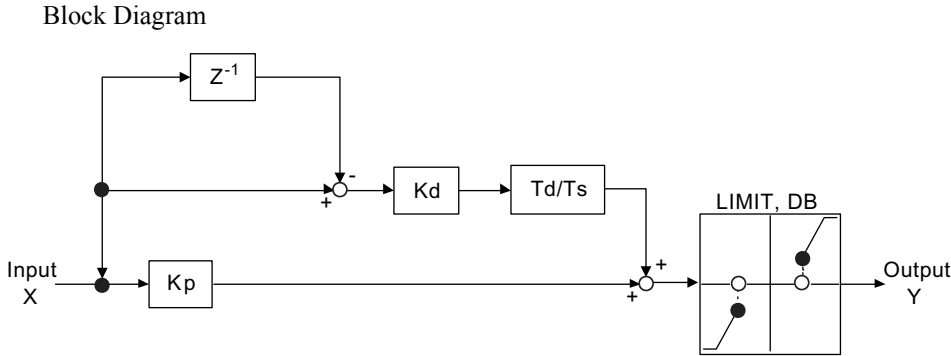 Block Diagram
Z-1
-
+
Kd
Td/Ts
LIMIT, DB
Input
X
Kp
+
+
Output
Y